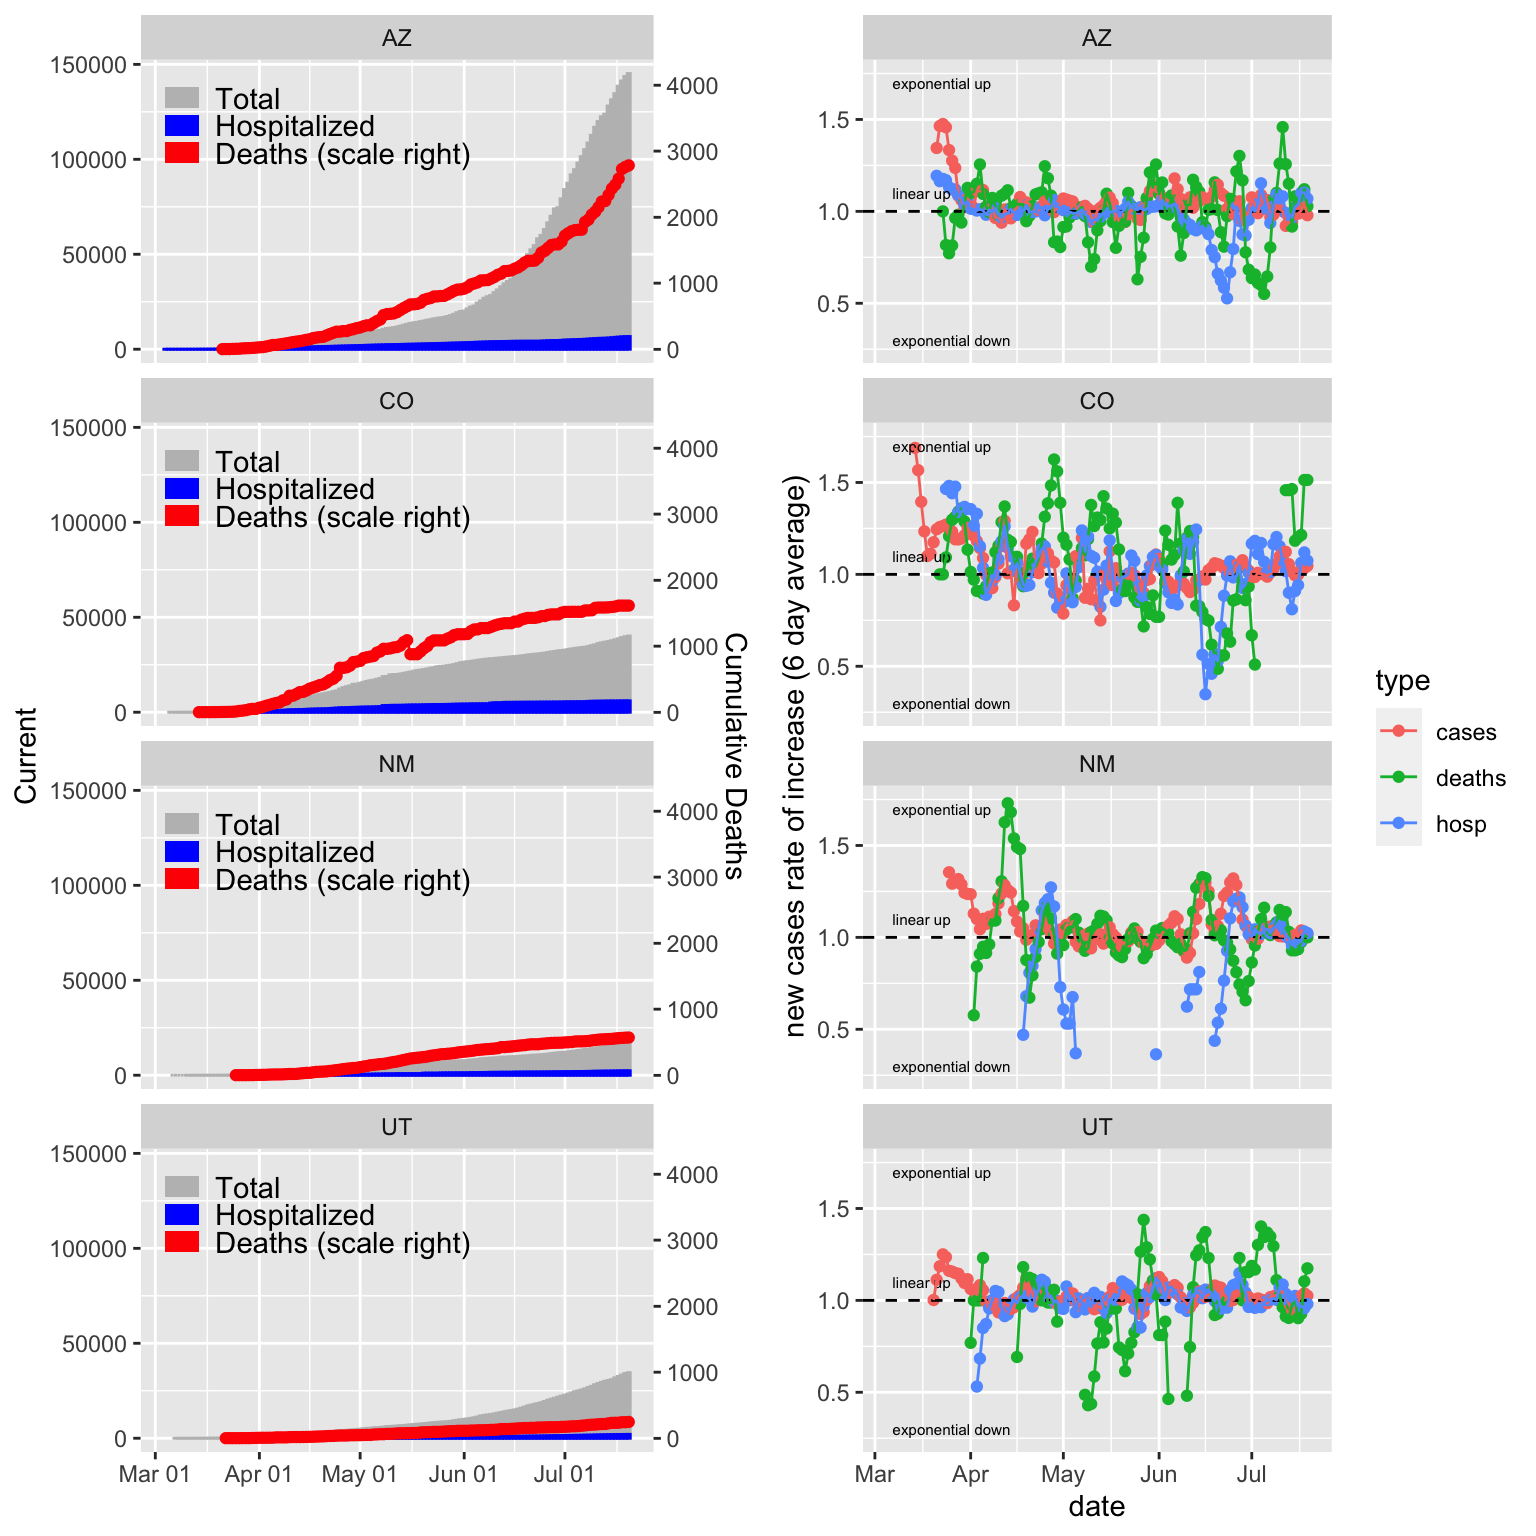 AZ
150000
100000
50000
0
4000
3000
2000
1000
0
Total
Hospitalized
Deaths (scale right)
CO
150000
100000
50000
0
4000
3000
2000
1000
0
Total
Hospitalized
Deaths (scale right)
NM
150000
100000
50000
0
4000
3000
2000
1000
0
Total
Hospitalized
Deaths (scale right)
UT
150000
100000
50000
0
4000
3000
2000
1000
0
Total
Hospitalized
Deaths (scale right)
Mar 01 Apr 01 May 01 Jun 01 Jul 01
Current
Cumulative Deaths
AZ
1.5
1.0
0.5
exponential up
linear up
exponential down
CO
1.5
1.0
0.5
exponential up
linear up
exponential down
NM
1.5
1.0
0.5
exponential up
linear up
exponential down
UT
1.5
1.0
0.5
exponential up
linear up
exponential down
Mar Apr May Jun Jul
date
new cases rate of increase (6 day average)
type
cases
deaths
hosp